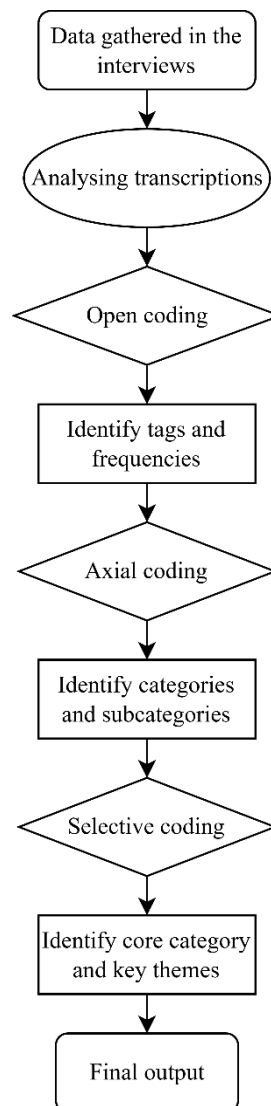 Data gathered in the
interviews
Analysing transcriptions
Open coding
Identify tags and
frequencies
Axial coding
Identify categories
and subcategories
Selective coding
Identify core category
and key themes
Final output